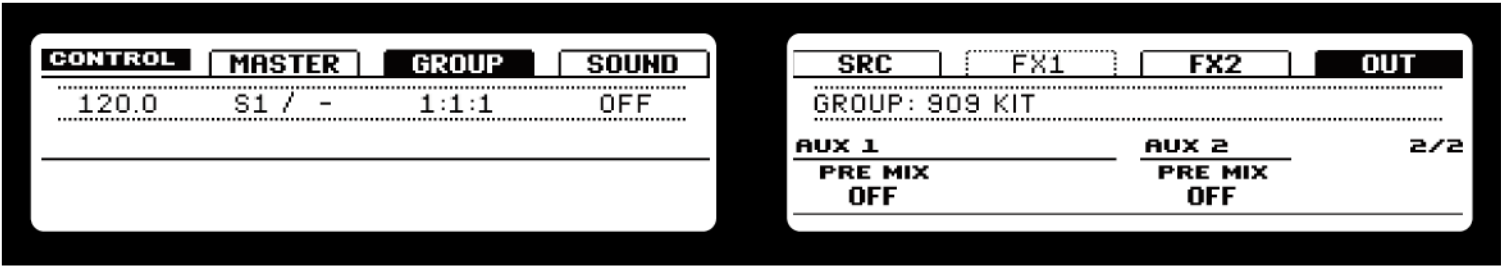 CONTROL MASTER GROUP SOUND
120.0 S1 / - 1:1:1 OFF
SRC FX1 FX2 OUT
GROUP: 909 KIT
AUX 1 AUX 2 2/2
PRE MIX PRE MIX
OFF OFF